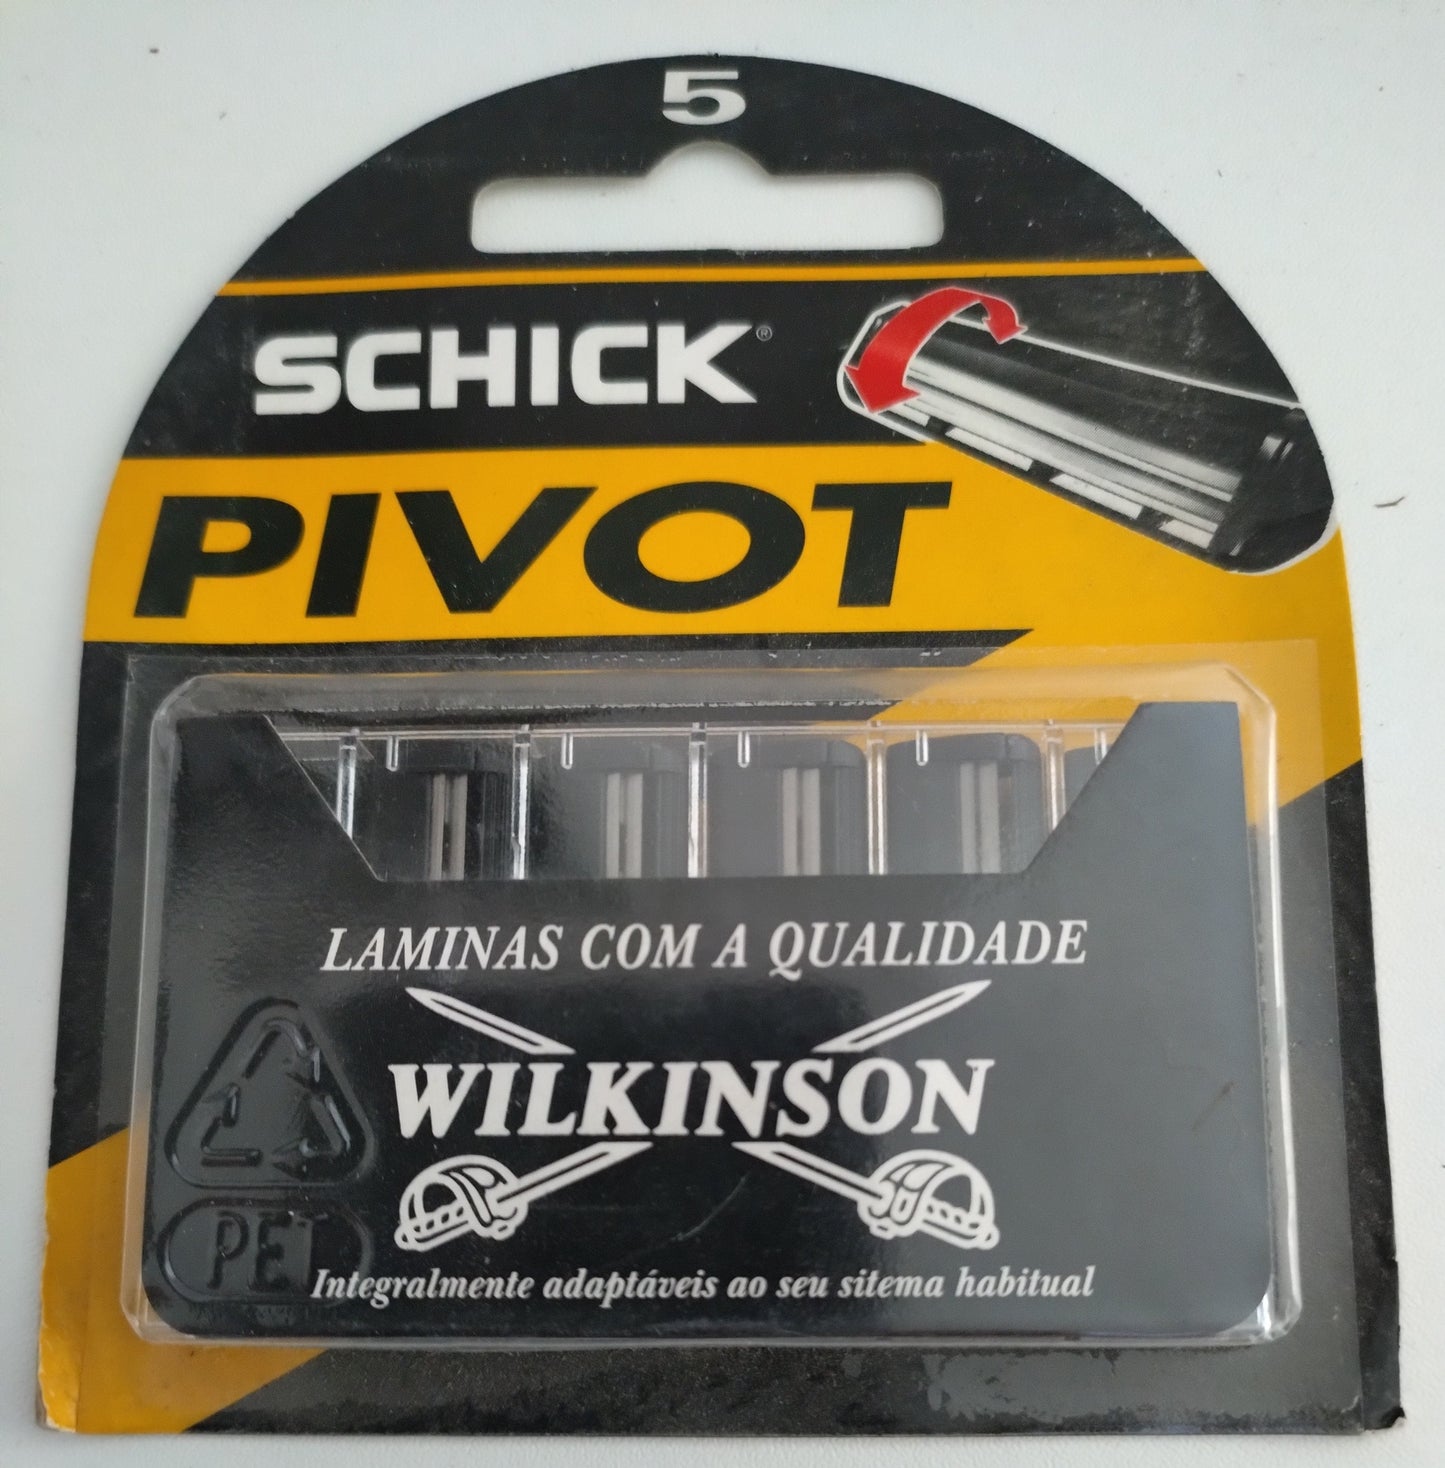 5
SCHICK®
PIVOT
LAMINAS COM A QUALIDADE
WILKINSON
PET
Integralmente adaptáveis ao seu sitema habitual